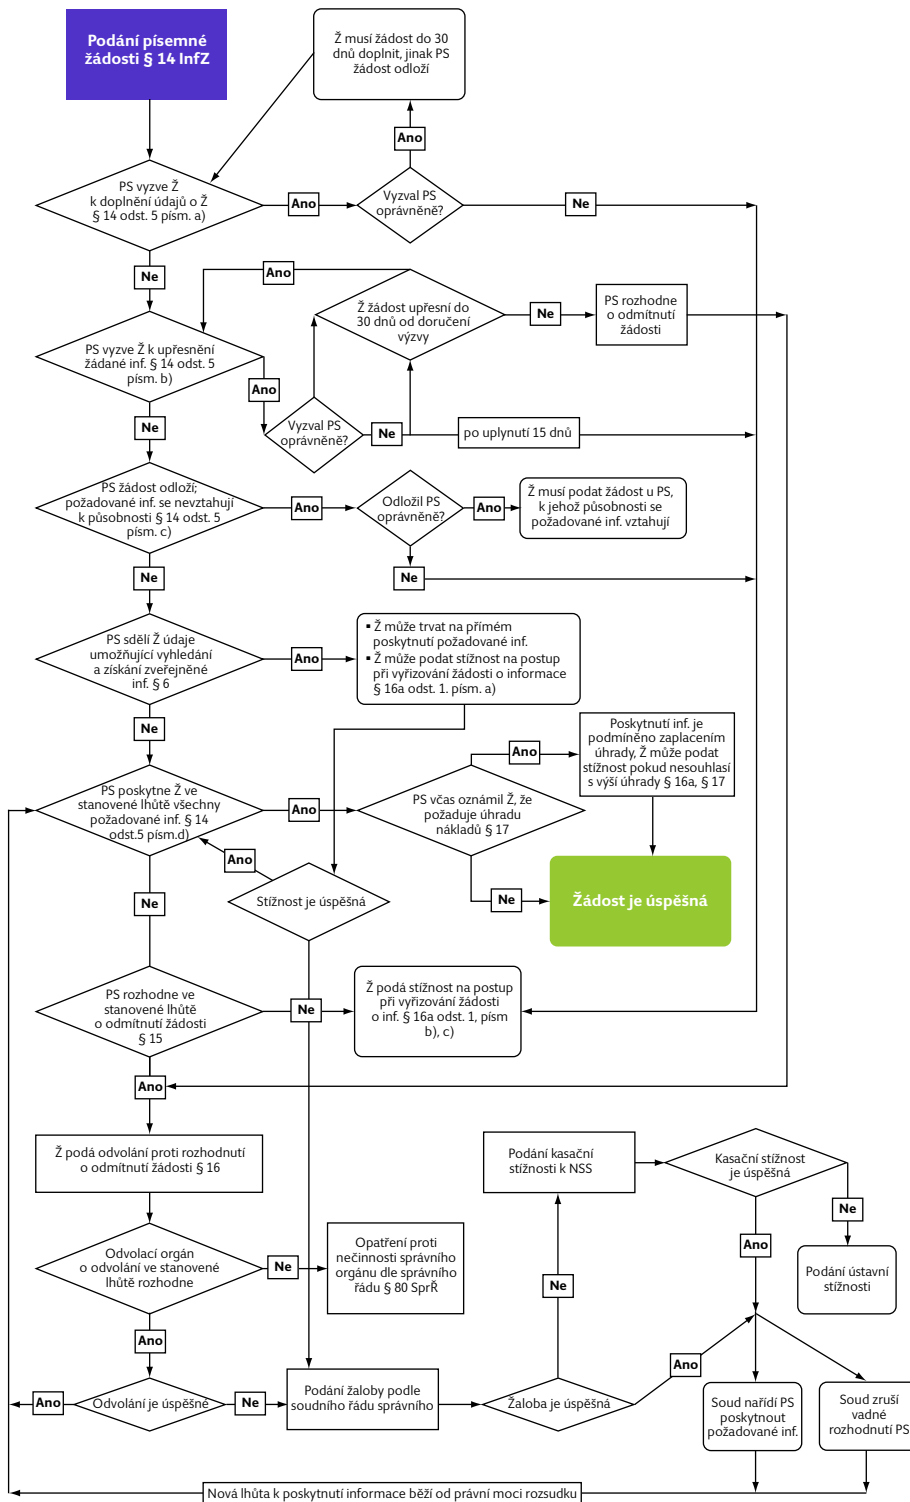 Podání písemné
žádosti § 14 InfZ
Ž musí žádost do 30
dnů doplnit, jinak PS
žádost odloží
Ano
PS vyzve Ž
k doplnění údajů o Ž
§ 14 odst. 5 písm. a)
Ano
Vyzval PS
oprávněně?
Ne
Ne
Ano
Ž žádost upřesní do
30 dnů od doručení
výzvy
Ne
PS rozhodne
o odmítnutí
žádosti
PS vyzve Ž k upřesnění
žádané inf. § 14 odst. 5
písm. b)
Ano
Vyzval PS
oprávněně?
Ne
po uplynutí 15 dnů
Ne
PS žádost odloží;
požadované inf. se nevztahují
k působnosti § 14 odst. 5
písm. c)
Ano
Odložil PS
oprávněně?
Ano
Ž musí podat žádost u PS,
k jehož působnosti se
požadované inf. vztahují
Ne
Ne
PS sdělí Ž údaje
umožňující vyhledání
a získání zveřejněné
inf. § 6
Ano
▪ Ž může trvat na přímém
poskytnutí požadované inf.
▪ Ž může podat stížnost na postup
při vyřizování žádosti o informace
§ 16a odst. 1. písm. a)
Ne
Ano
Poskytnutí inf. je
podmíněno zaplacením
úhrady, Ž může podat
stížnost pokud nesouhlasí
s výší úhrady § 16a, § 17
PS poskytne Ž ve
stanovené lhůtě všechny
požadované inf. § 14
odst.5 písm.d)
Ano
PS včas oznámil Ž, že
požaduje úhradu
nákladů § 17
Ano
Ne
Stížnost je úspěšná
Ne
Žádost je úspěšná
PS rozhodne ve
stanovené lhůtě
o odmítnutí žádosti
§ 15
Ne
Ž podá stížnost na postup
při vyřizování žádosti
o inf. § 16a odst. 1, písm
b), c)
Ano
Ž podá odvolání proti rozhodnutí
o odmítnutí žádosti § 16
Podání kasační
stížnosti k NSS
Kasační stížnost
je úspěšná
Ne
Ano
Odvolací orgán
o odvolání ve stanovené
lhůtě rozhodne
Ne
Opatření proti
nečinnosti správního
orgánu dle správního
řádu § 80 SprŘ
Ne
Podání ústavní
stížnosti
Ano
Ano
Ano
Odvolání je úspěšné
Ne
Podání žaloby podle
soudního řádu správního
Žaloba je úspěšná
Soud nařídí PS
poskytnout
požadované inf.
Soud zruší
vadné
rozhodnutí PS
Nová lhůta k poskytnutí informace běží od právní moci rozsudku